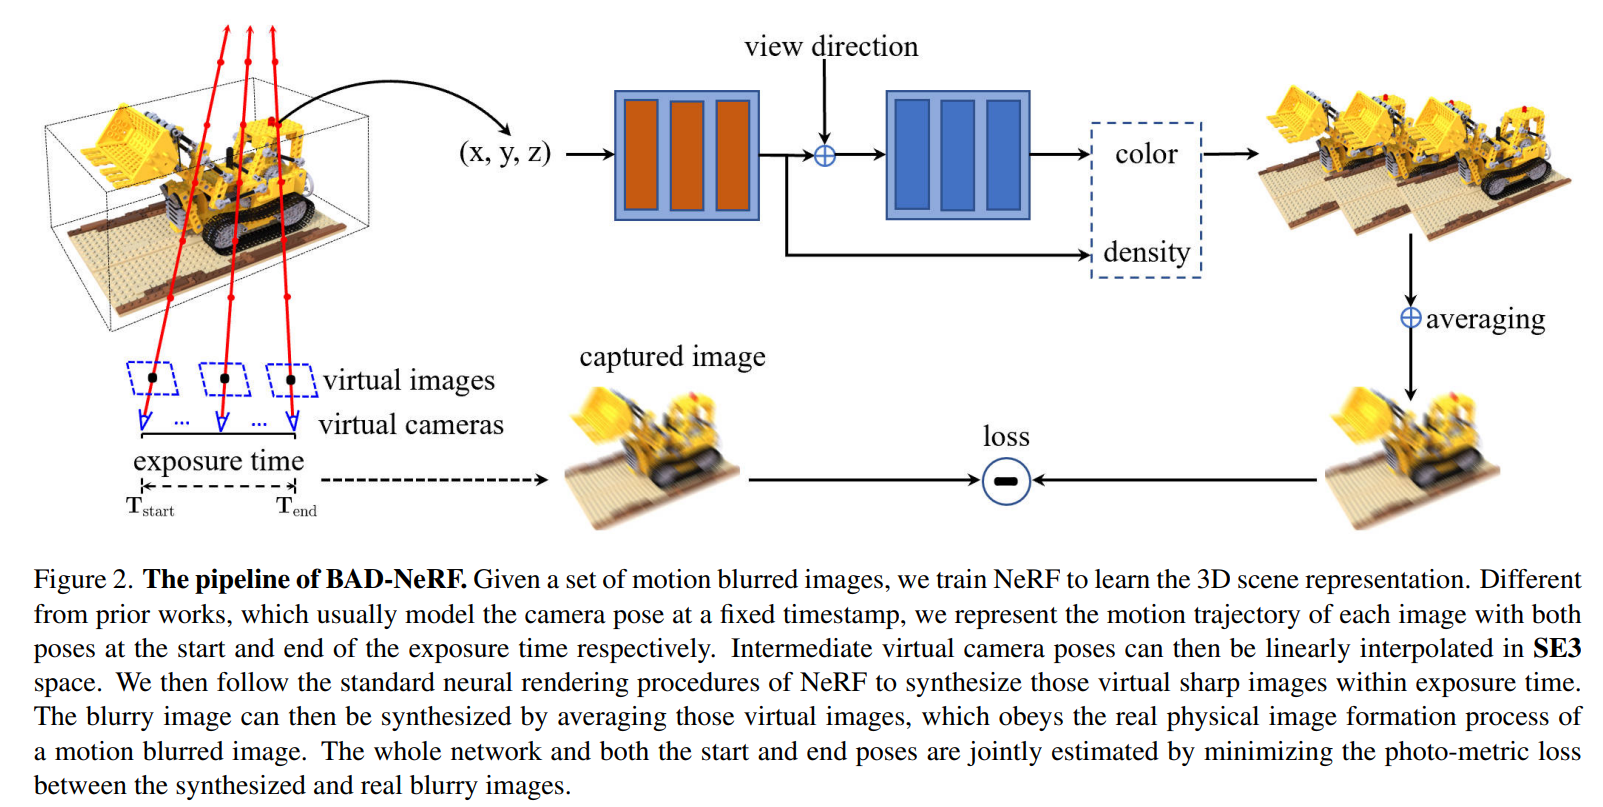 view direction
(x, y, z)
color
density
averaging
captured image
virtual images
virtual cameras
...
...
loss
exposure time
Tstart
Tend
Figure 2. The pipeline of BAD-NeRF. Given a set of motion blurred images, we train NeRF to learn the 3D scene representation. Different
from prior works, which usually model the camera pose at a fixed timestamp, we represent the motion trajectory of each image with both
poses at the start and end of the exposure time respectively. Intermediate virtual camera poses can then be linearly interpolated in SE3
space. We then follow the standard neural rendering procedures of NeRF to synthesize those virtual sharp images within exposure time.
The blurry image can then be synthesized by averaging those virtual images, which obeys the real physical image formation process of
a motion blurred image. The whole network and both the start and end poses are jointly estimated by minimizing the photo-metric loss
between the synthesized and real blurry images.